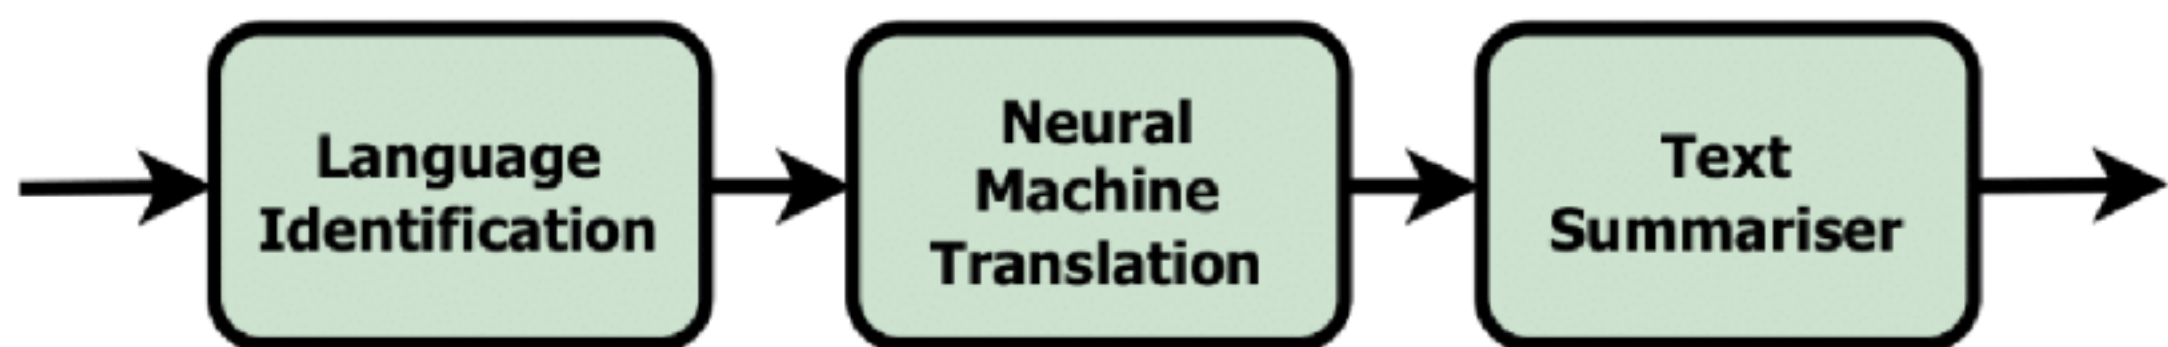 Language
Identification
Neural
Machine
Translation
Text
Summariser